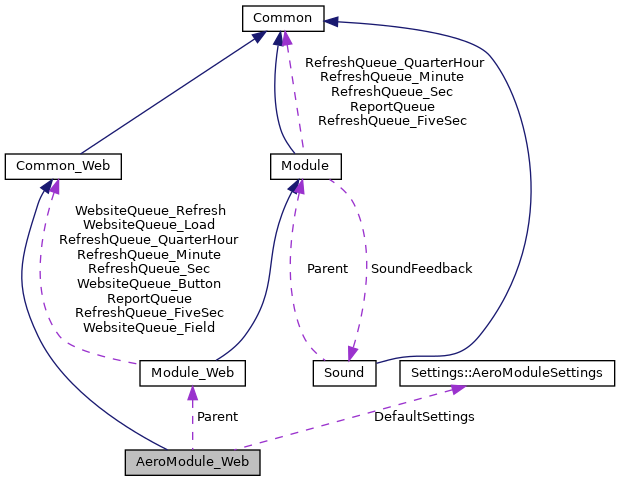 Common
RefreshQueue_QuarterHour
RefreshQueue_Minute
RefreshQueue_Sec
ReportQueue
RefreshQueue_FiveSec
Common_Web
Module
WebsiteQueue_Refresh
WebsiteQueue_Load
RefreshQueue_QuarterHour
RefreshQueue_Minute
RefreshQueue_Sec
WebsiteQueue_Button
ReportQueue
RefreshQueue_FiveSec
WebsiteQueue_Field
Parent
SoundFeedback
Module_Web
Sound
Settings::AeroModuleSettings
Parent
DefaultSettings
AeroModule_Web